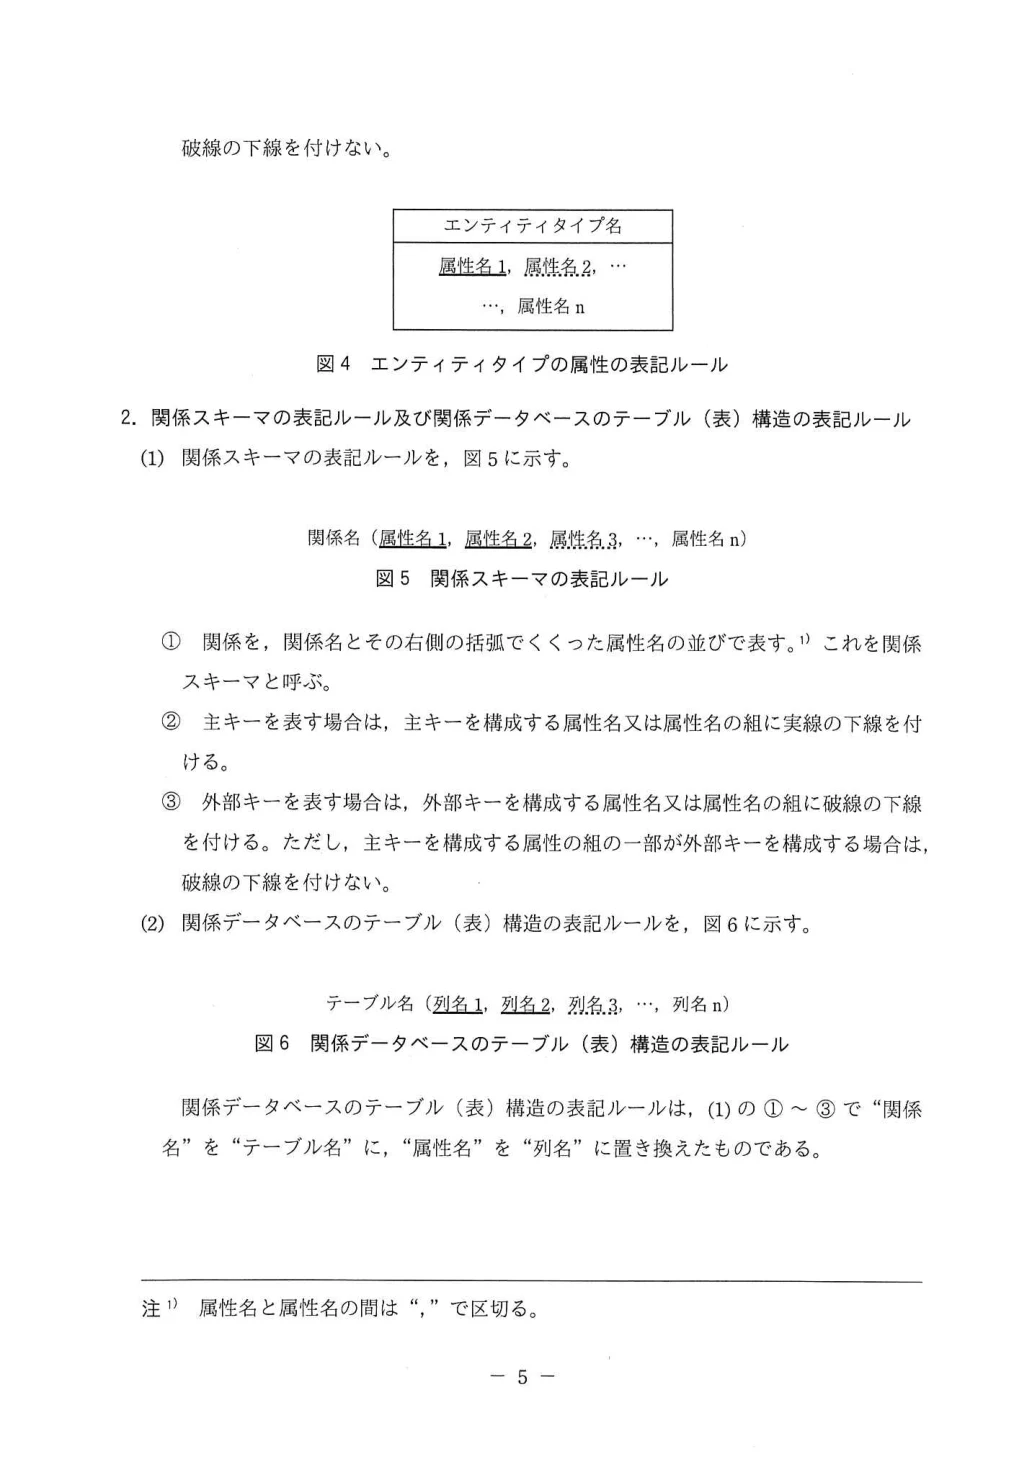 破線の下線を付けない。
エンティティタイプ名
属性名1，属性名2，…
…，属性名n
図4　エンティティタイプの属性の表記ルール
2. 関係スキーマの表記ルール及び関係データベースのテーブル（表）構造の表記ルール
(1)　関係スキーマの表記ルールを，図5に示す。
関係名（属性名1，属性名2，属性名3，…，属性名n）
図5　関係スキーマの表記ルール
①　関係を，関係名とその右側の括弧でくくった属性名の並びで表す。1) これを関係
スキーマと呼ぶ。
②　主キーを表す場合は，主キーを構成する属性名又は属性名の組に実線の下線を付
ける。
③　外部キーを表す場合は，外部キーを構成する属性名又は属性名の組に破線の下線
を付ける。ただし，主キーを構成する属性の組の一部が外部キーを構成する場合は，
破線の下線を付けない。
(2)　関係データベースのテーブル（表）構造の表記ルールを，図6に示す。
テーブル名（列名1，列名2，列名3，…，列名n）
図6　関係データベースのテーブル（表）構造の表記ルール
関係データベースのテーブル（表）構造の表記ルールは，(1)の①～③で“関係
名”を“テーブル名”に，“属性名”を“列名”に置き換えたものである。
注1)　属性名と属性名の間は“，”で区切る。
－ 5 －